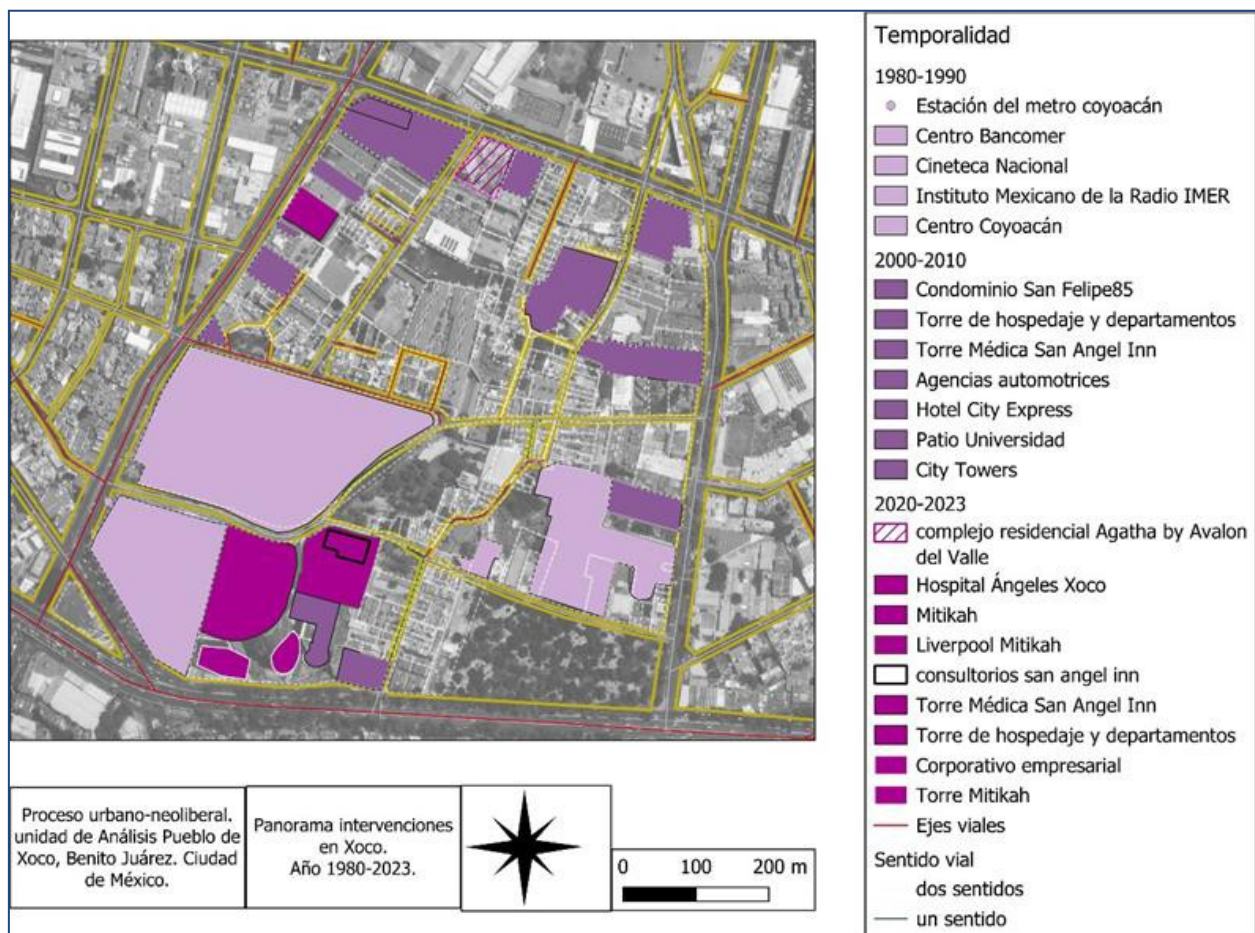 Temporalidad
1980-1990
Estación del metro coyoacán
Centro Bancomer
Cineteca Nacional
Instituto Mexicano de la Radio IMER
Centro Coyoacán
2000-2010
Condominio San Felipe85
Torre de hospedaje y departamentos
Torre Médica San Angel Inn
Agencias automotrices
Hotel City Express
Patio Universidad
City Towers
2020-2023
complejo residencial Agatha by Avalon
del Valle
Hospital Ángeles Xoco
Mitikah
Liverpool Mitikah
consultorios san angel inn
Torre Médica San Angel Inn
Torre de hospedaje y departamentos
Corporativo empresarial
Torre Mitikah
Ejes viales
Sentido vial
dos sentidos
un sentido
Proceso urbano-neoliberal.
unidad de Análisis Pueblo de
Xoco, Benito Juárez. Ciudad
de México.
Panorama intervenciones
en Xoco.
Año 1980-2023.
0 100 200 m